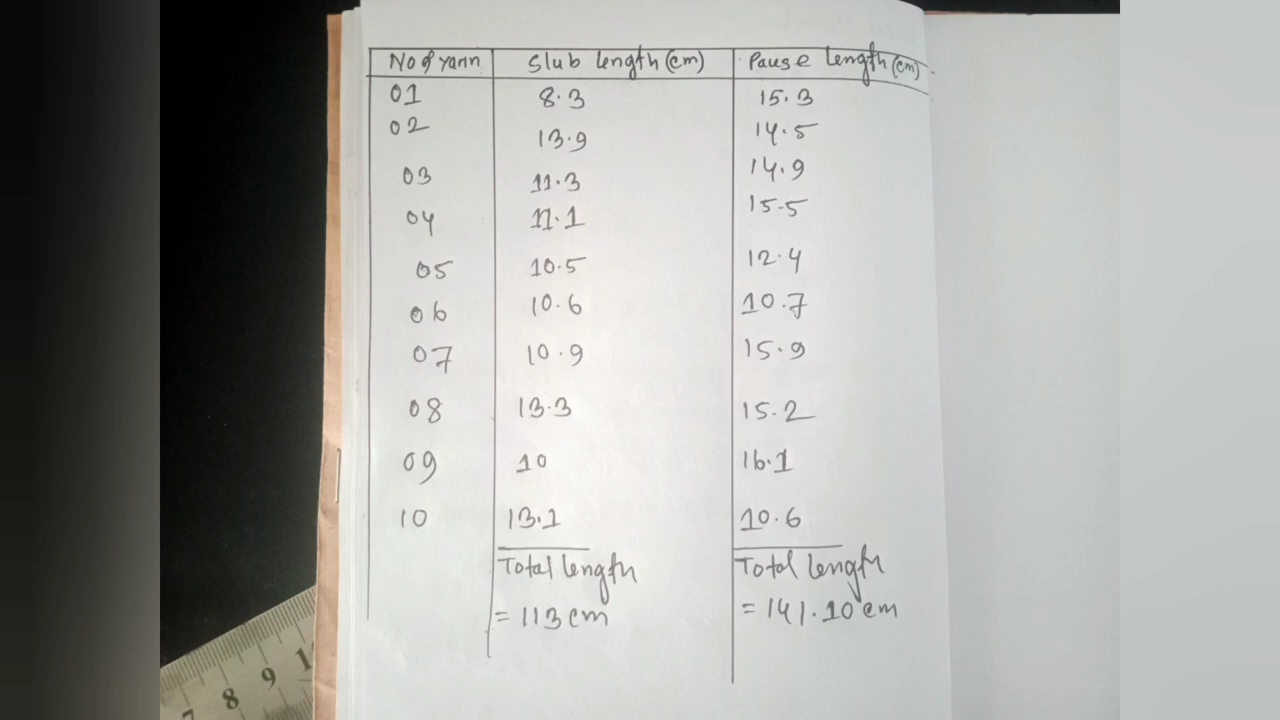 No of yarn Slub length (cm) Pause length (cm)
01 8.3 15.3
02 13.9 14.5
03 11.3 14.9
04 11.1 15.5
05 10.5 12.4
06 10.6 10.7
07 10.9 15.9
08 13.3 15.2
09 10 16.1
10 13.1 10.6
Total length Total length
= 113 cm = 141.10 cm
7 8 9 1